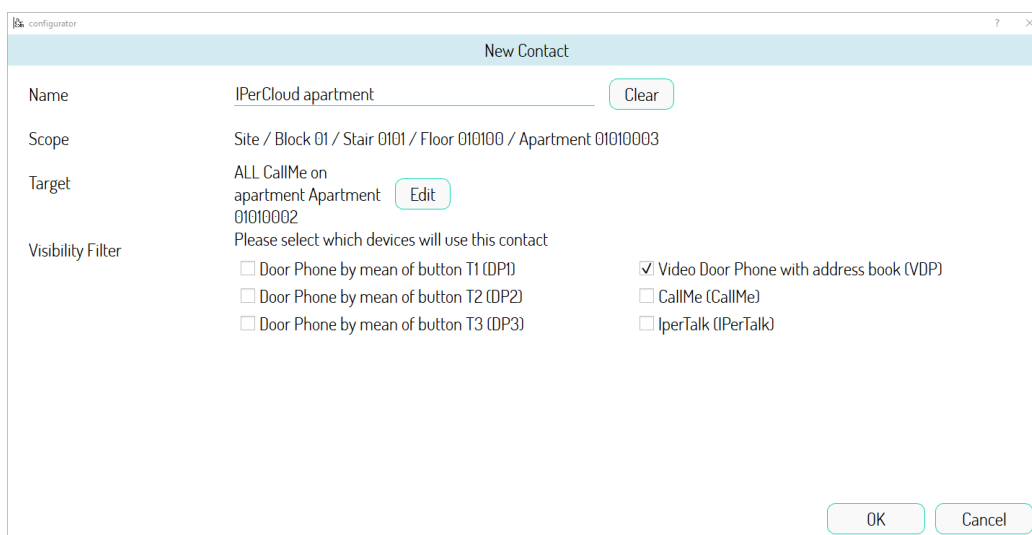 configurator ?
New Contact
Name IPerCloud apartment Clear
Scope Site / Block 01 / Stair 0101 / Floor 010100 / Apartment 01010003
Target ALL CallMe on
apartment Apartment Edit
01010002
Visibility Filter Please select which devices will use this contact
Door Phone by mean of button T1 (DP1) Video Door Phone with address book (VDP)
Door Phone by mean of button T2 (DP2) CallMe (CallMe)
Door Phone by mean of button T3 (DP3) IperTalk (IPerTalk)
OK Cancel